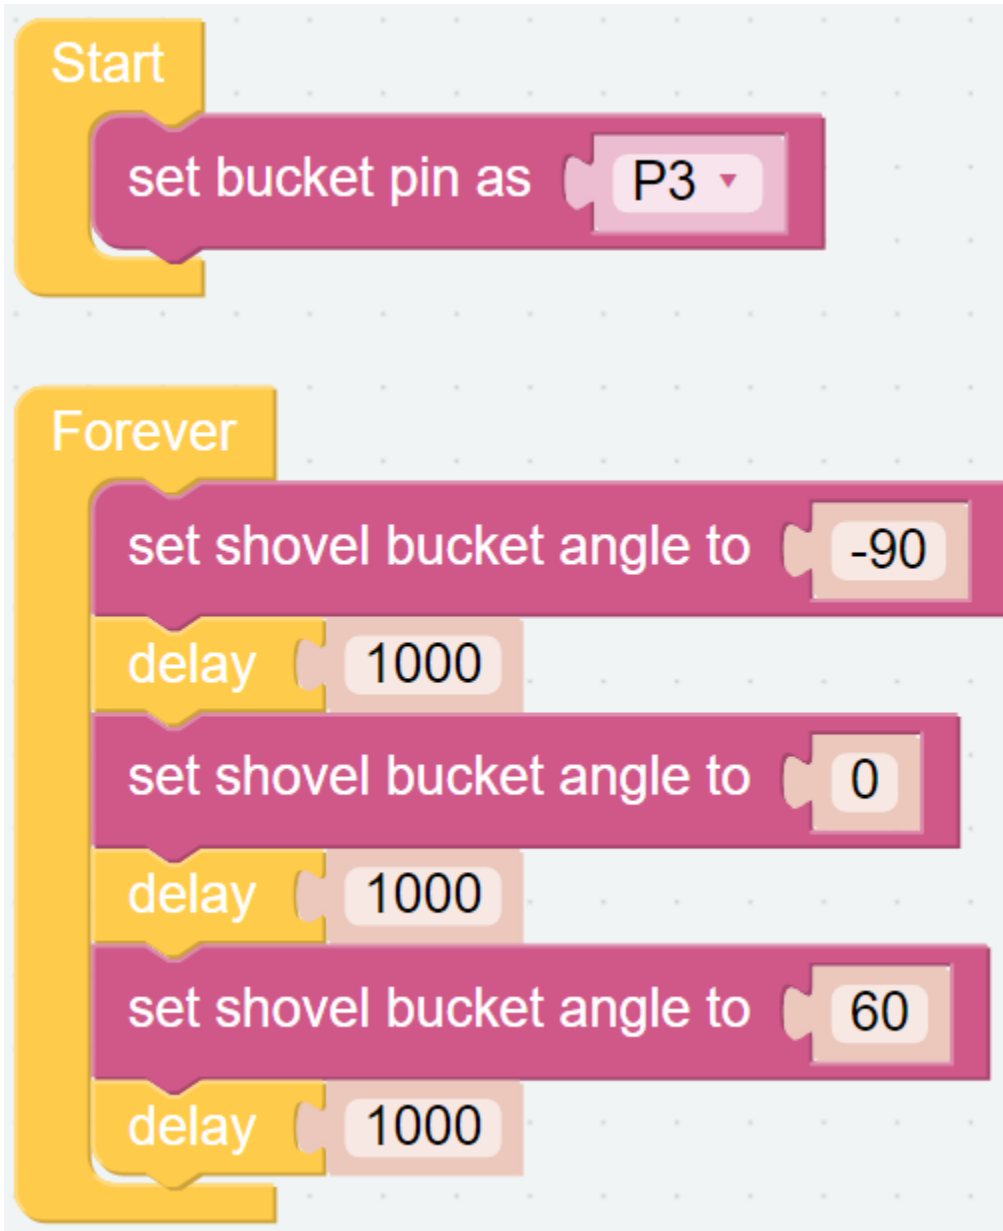 Start
set bucket pin as P3
Forever
set shovel bucket angle to -90
delay 1000
set shovel bucket angle to 0
delay 1000
set shovel bucket angle to 60
delay 1000